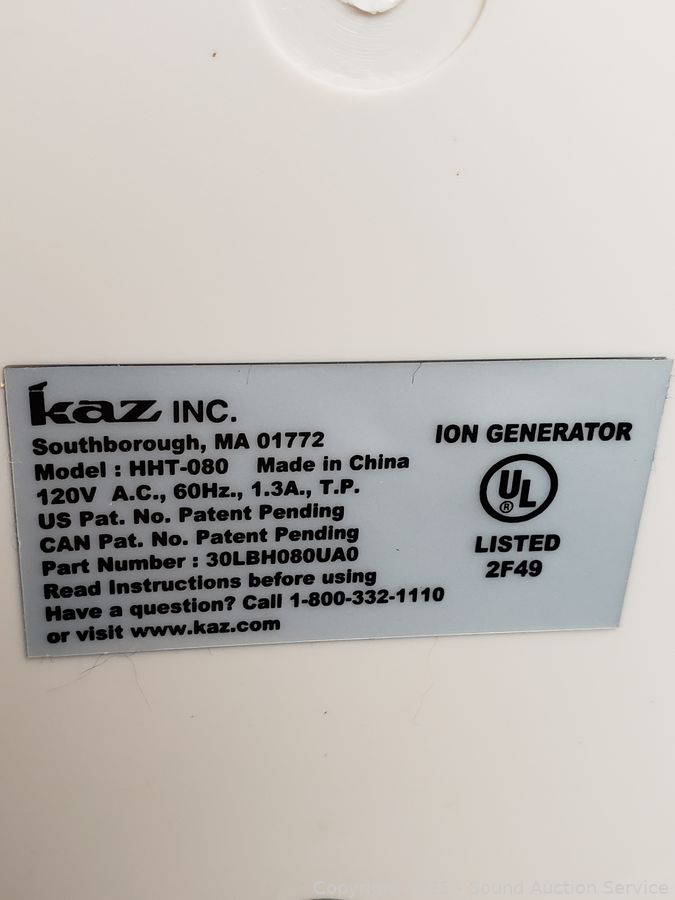 kaz INC.
Southborough, MA 01772
Model : HHT-080 Made in China
120V A.C., 60Hz., 1.3A., T.P.
US Pat. No. Patent Pending
CAN Pat. No. Patent Pending
Part Number : 30LBH080UA0
Read Instructions before using
Have a question? Call 1-800-332-1110
or visit www.kaz.com
ION GENERATOR
UL
®
LISTED
2F49
Copyright - Sound Auction Service